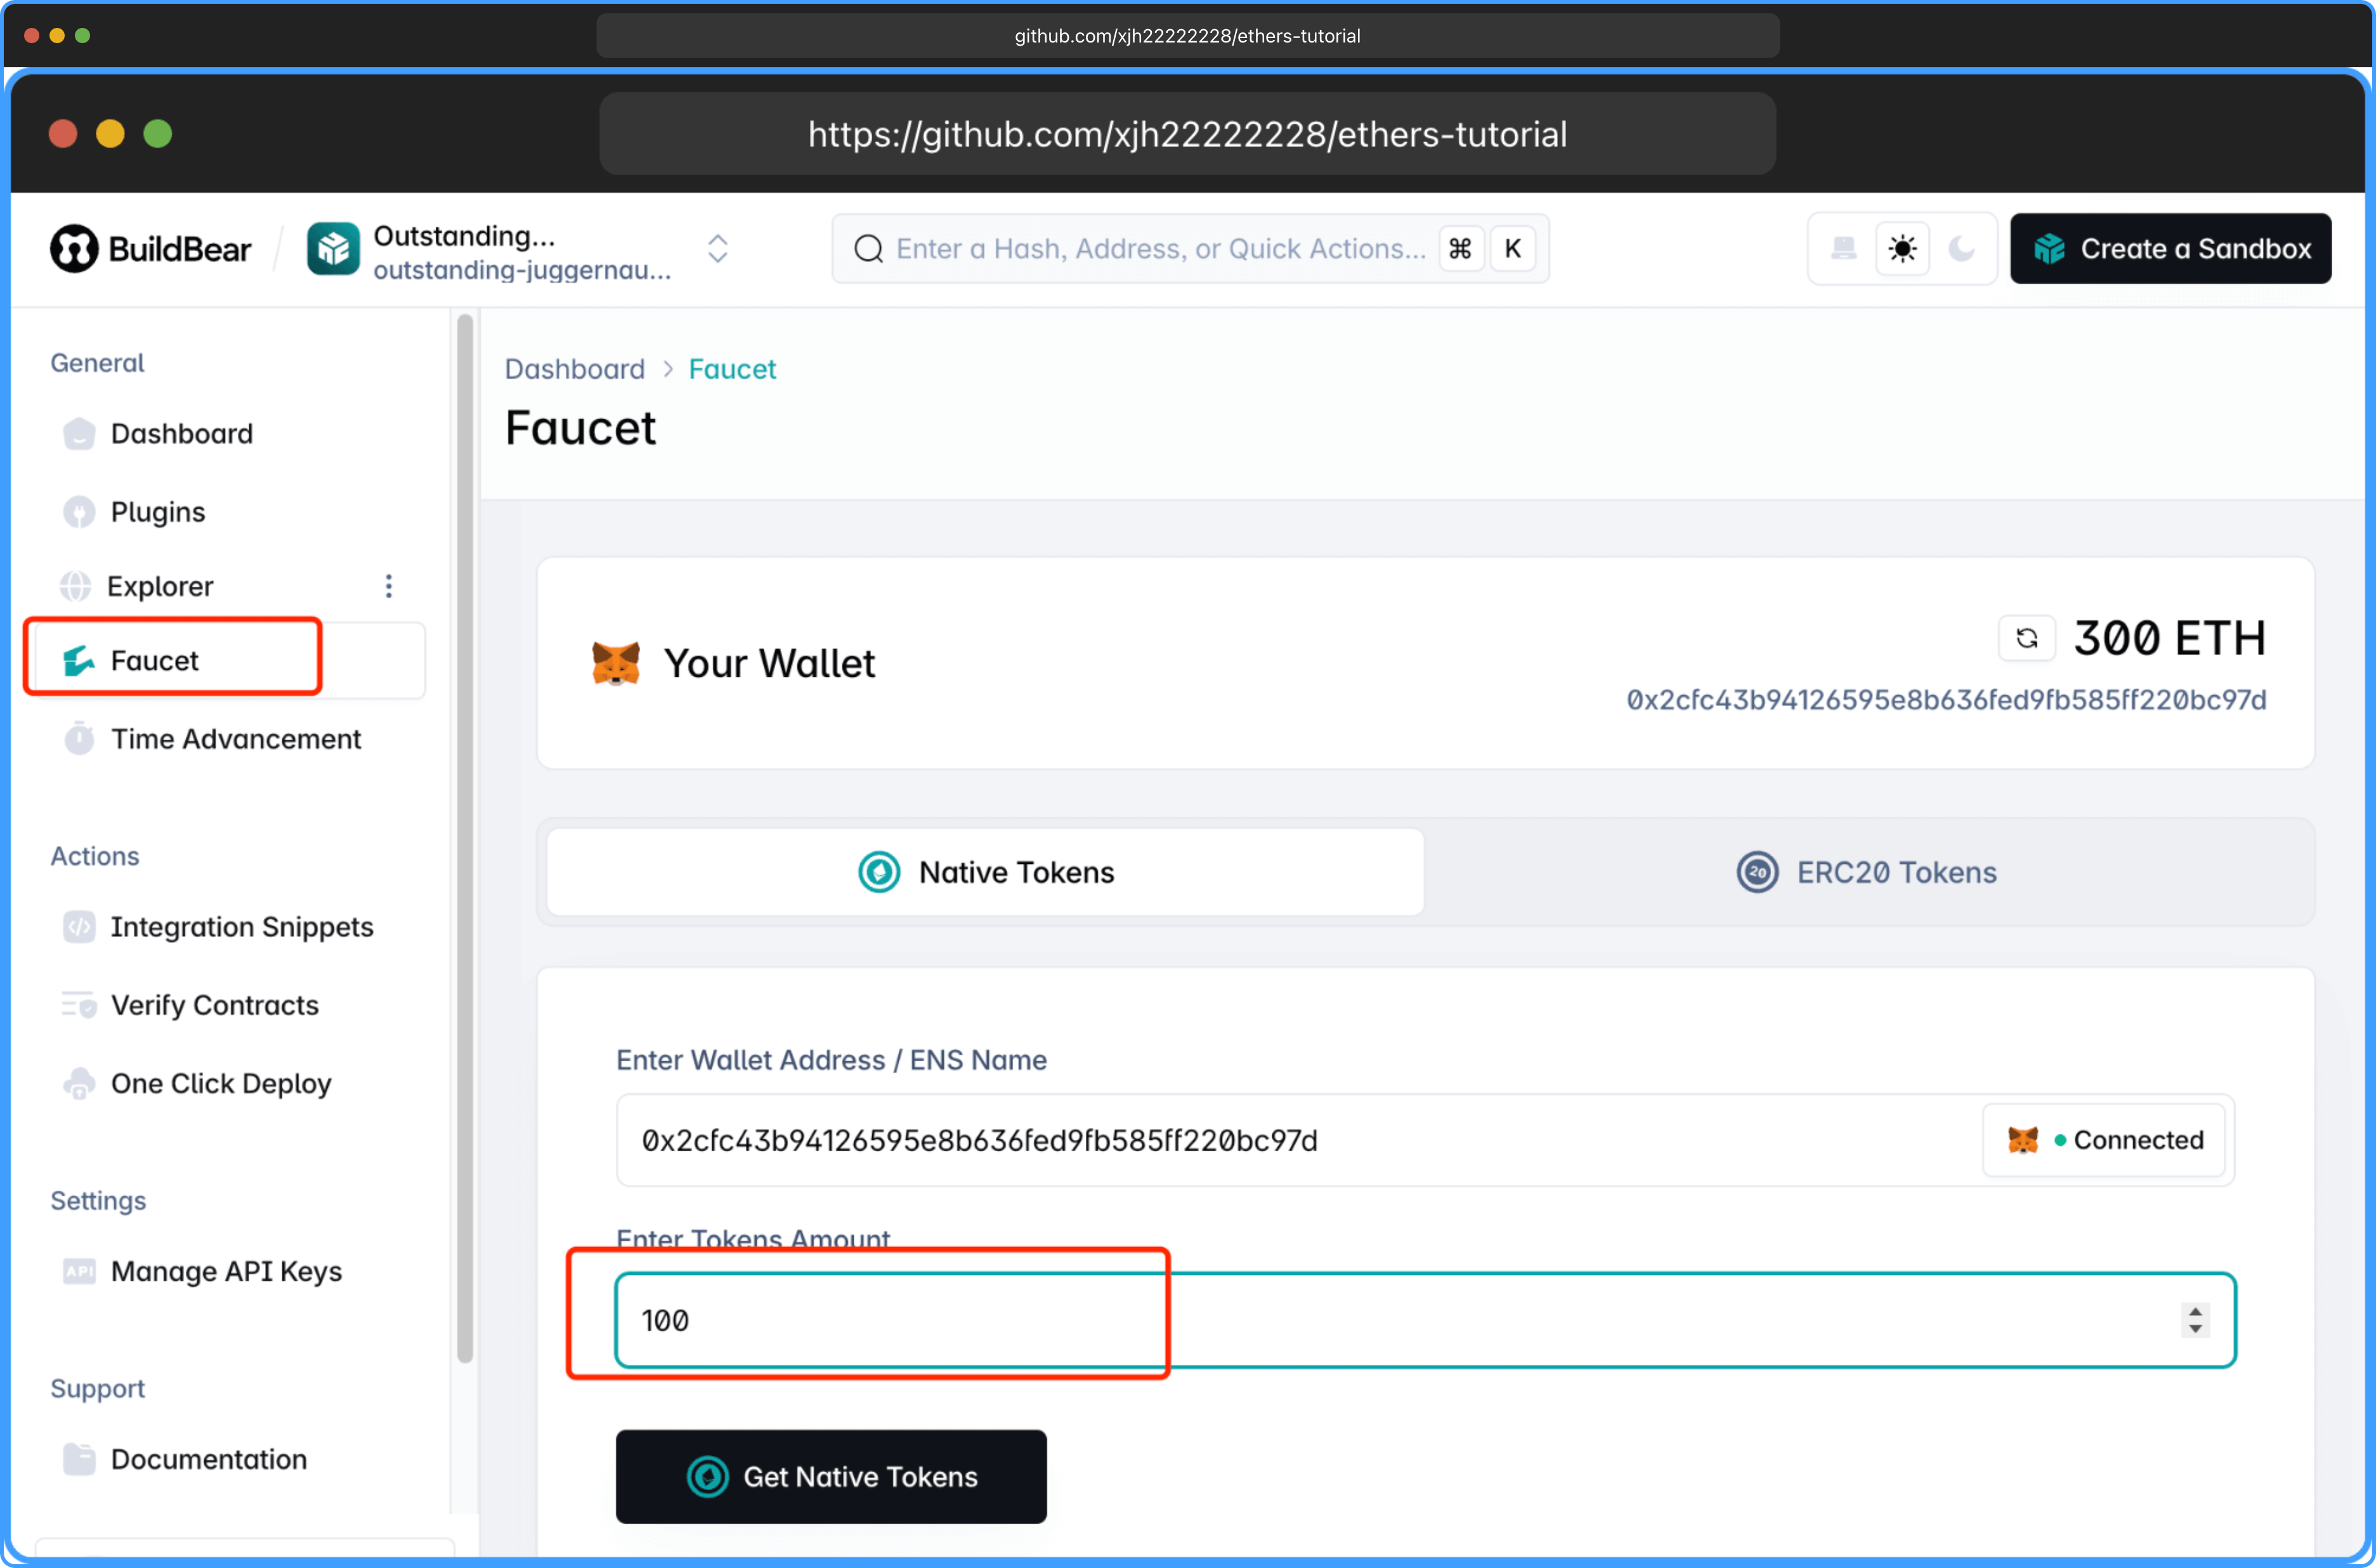 github.com/xjh22222228/ethers-tutorial
https://github.com/xjh22222228/ethers-tutorial
BuildBear
Outstanding...
outstanding-juggernau...
Enter a Hash, Address, or Quick Actions...
⌘ K
Create a Sandbox
General
Dashboard
Plugins
Explorer
Faucet
Time Advancement
Actions
Integration Snippets
Verify Contracts
One Click Deploy
Settings
API
Manage API Keys
Support
Documentation
Dashboard > Faucet
Faucet
Your Wallet
300 ETH
0x2cfc43b94126595e8b636fed9fb585ff220bc97d
Native Tokens
20
ERC20 Tokens
Enter Wallet Address / ENS Name
0x2cfc43b94126595e8b636fed9fb585ff220bc97d
Connected
Enter Tokens Amount
100
Get Native Tokens